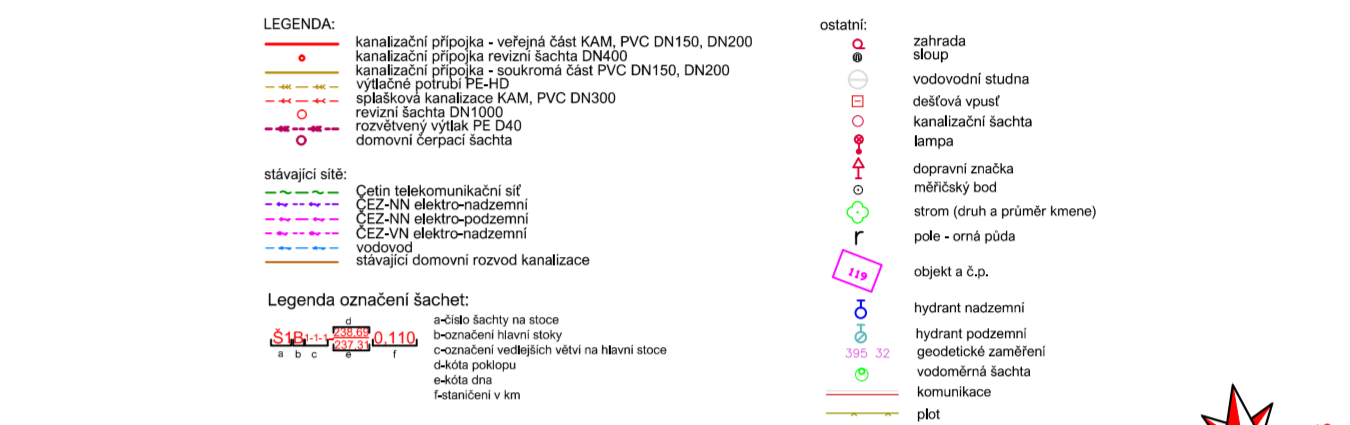 LEGENDA:
kanalizační přípojka - veřejná část KAM, PVC DN150, DN200
kanalizační přípojka revizní šachta DN400
kanalizační přípojka - soukromá část PVC DN150, DN200
výtlačné potrubí PE-HD
splašková kanalizace KAM, PVC DN300
revizní šachta DN1000
rozvětvený výtlak PE D40
domovní čerpací šachta
stávající sítě:
Cetin telekomunikační síť
ČEZ-NN elektro-nadzemní
ČEZ-NN elektro-podzemní
ČEZ-VN elektro-nadzemní
vodovod
stávající domovní rozvod kanalizace
Legenda označení šachet:
d
Š1B1-1-1-238,69 0,110
237,31
a b c e f
a-číslo šachty na stoce
b-označení hlavní stoky
c-označení vedlejších větví na hlavní stoce
d-kóta poklopu
e-kóta dna
f-staničení v km
ostatní:
zahrada
sloup
vodovodní studna
dešťová vpusť
kanalizační šachta
lampa
dopravní značka
měřičský bod
strom (druh a průměr kmene)
r pole - orná půda
119 objekt a č.p.
hydrant nadzemní
hydrant podzemní
395 32 geodetické zaměření
vodoměrná šachta
komunikace
plot